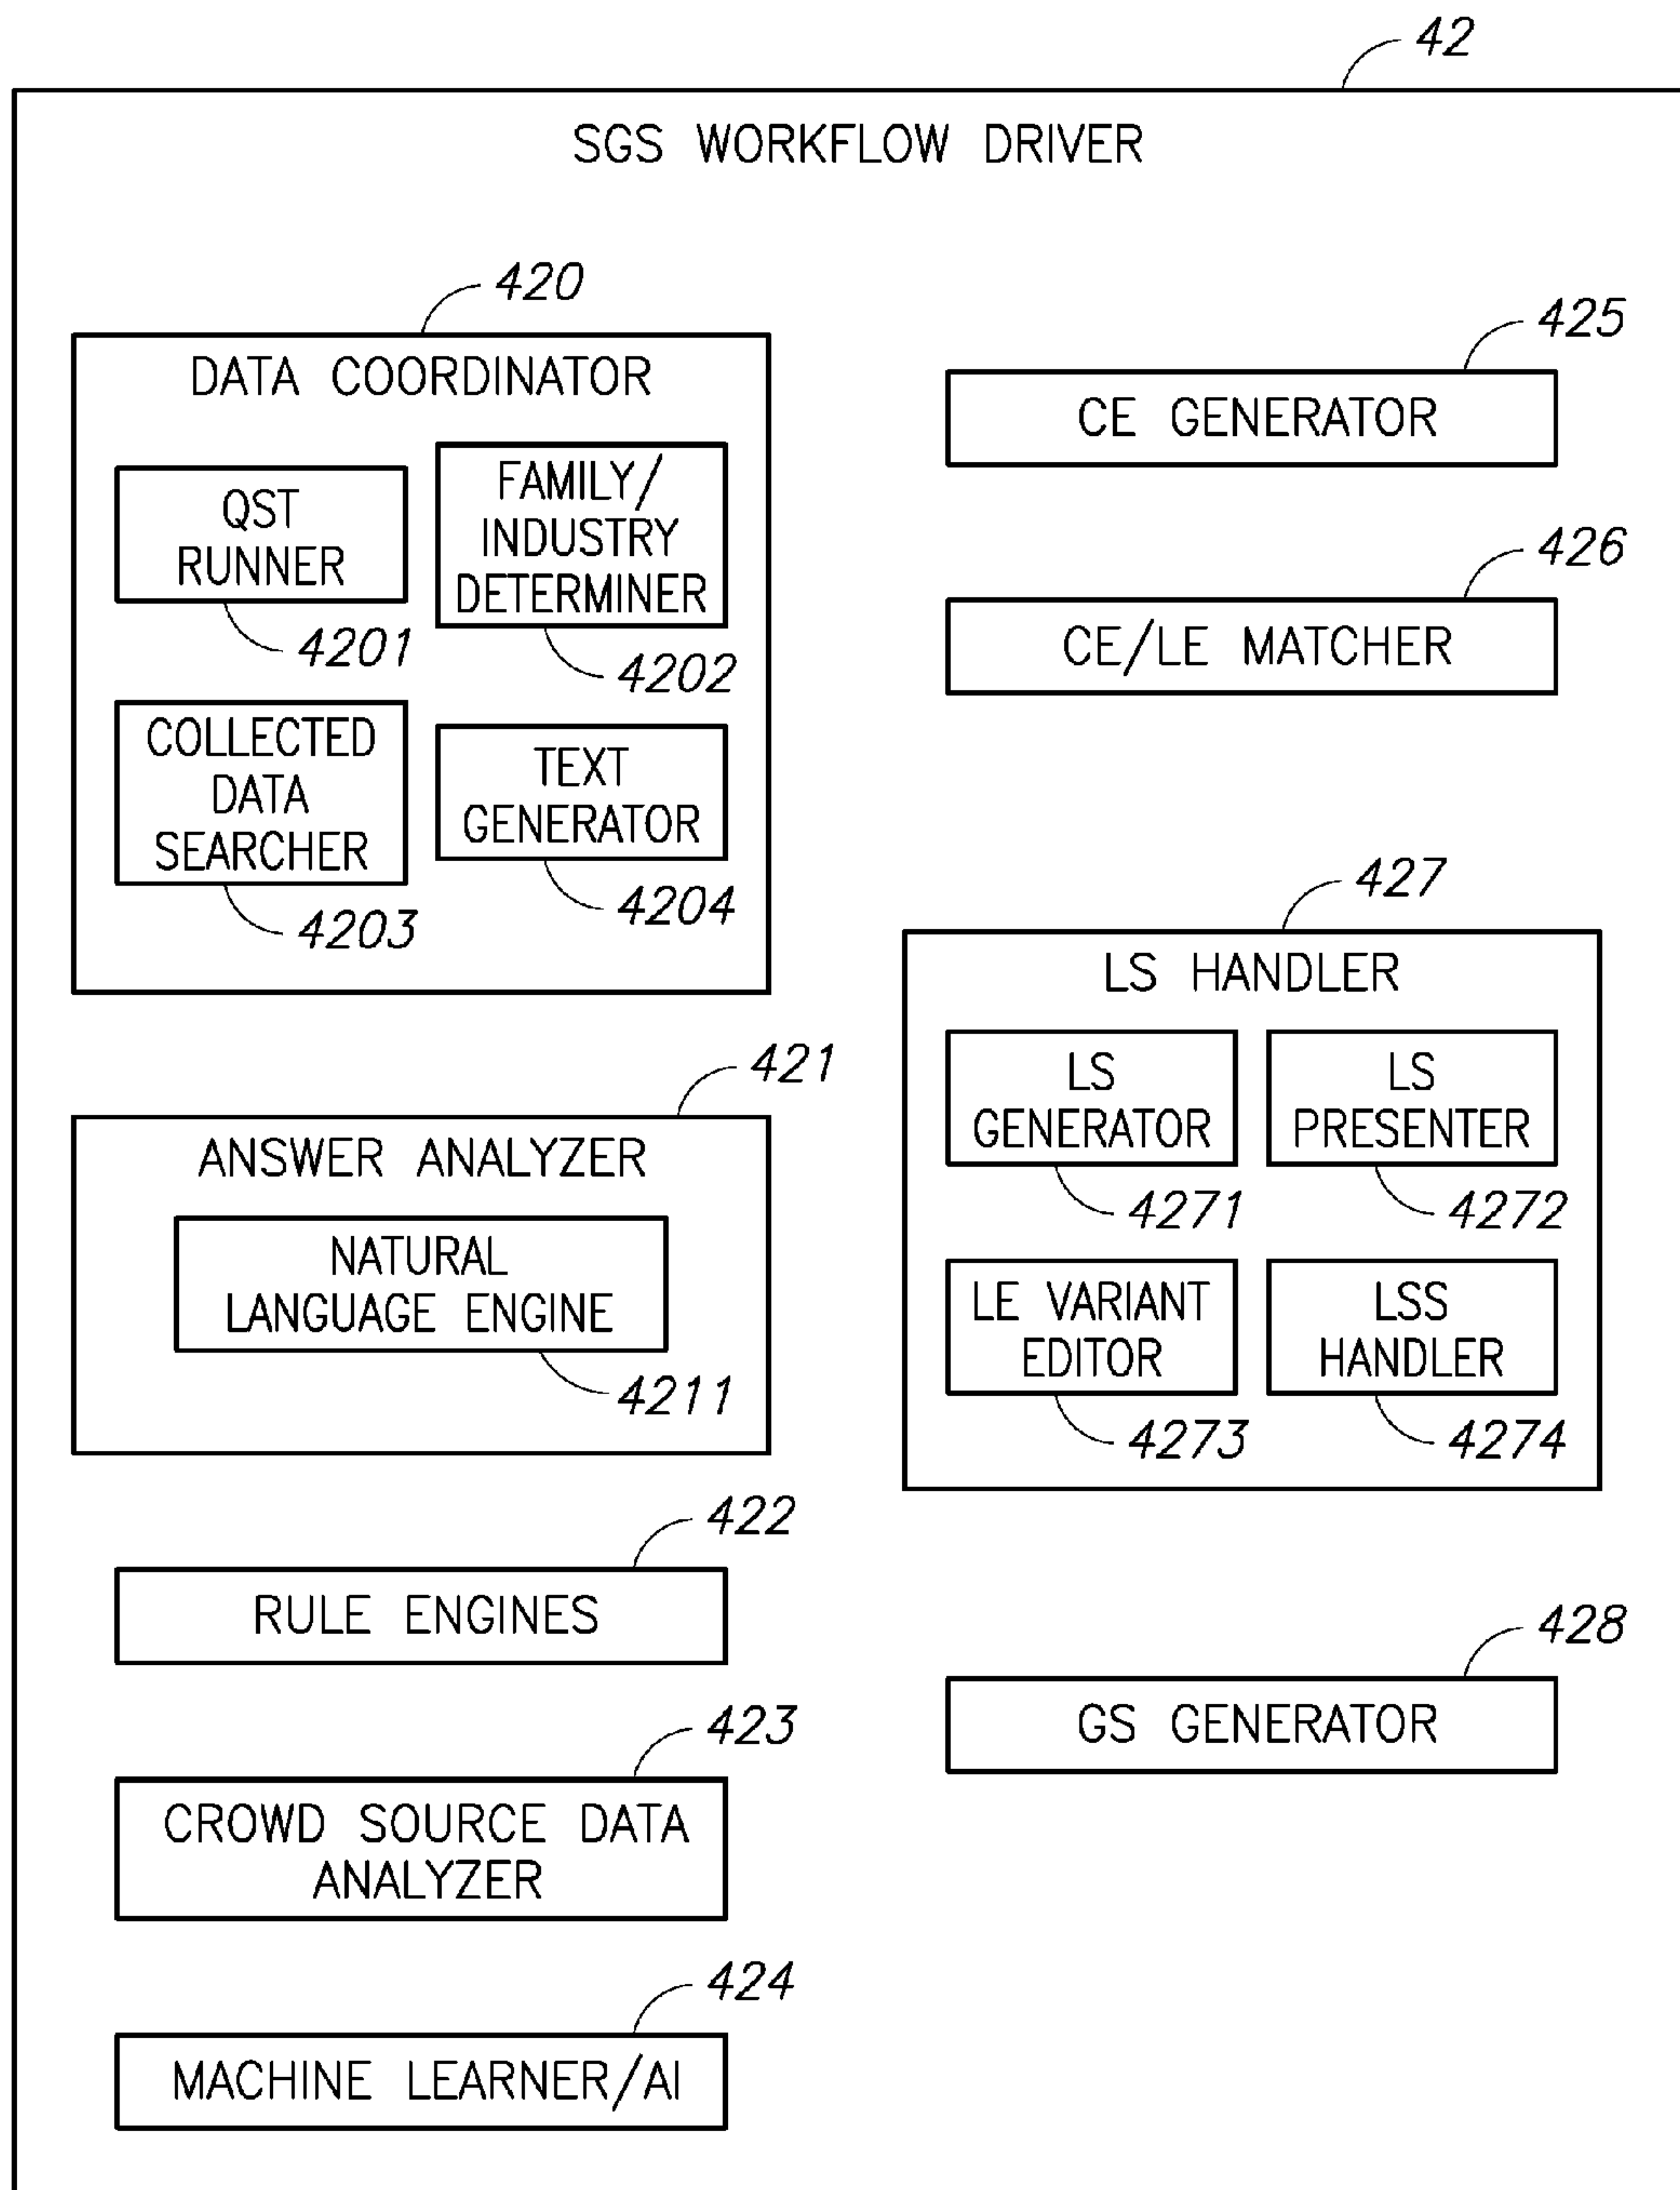 42
SGS WORKFLOW DRIVER
420
DATA COORDINATOR
QST
RUNNER
4201
FAMILY/
INDUSTRY
DETERMINER
4202
COLLECTED
DATA
SEARCHER
4203
TEXT
GENERATOR
4204
421
ANSWER ANALYZER
NATURAL
LANGUAGE ENGINE
4211
422
RULE ENGINES
423
CROWD SOURCE DATA
ANALYZER
424
MACHINE LEARNER/AI
425
CE GENERATOR
426
CE/LE MATCHER
427
LS HANDLER
LS
GENERATOR
4271
LS
PRESENTER
4272
LE VARIANT
EDITOR
4273
LSS
HANDLER
4274
428
GS GENERATOR